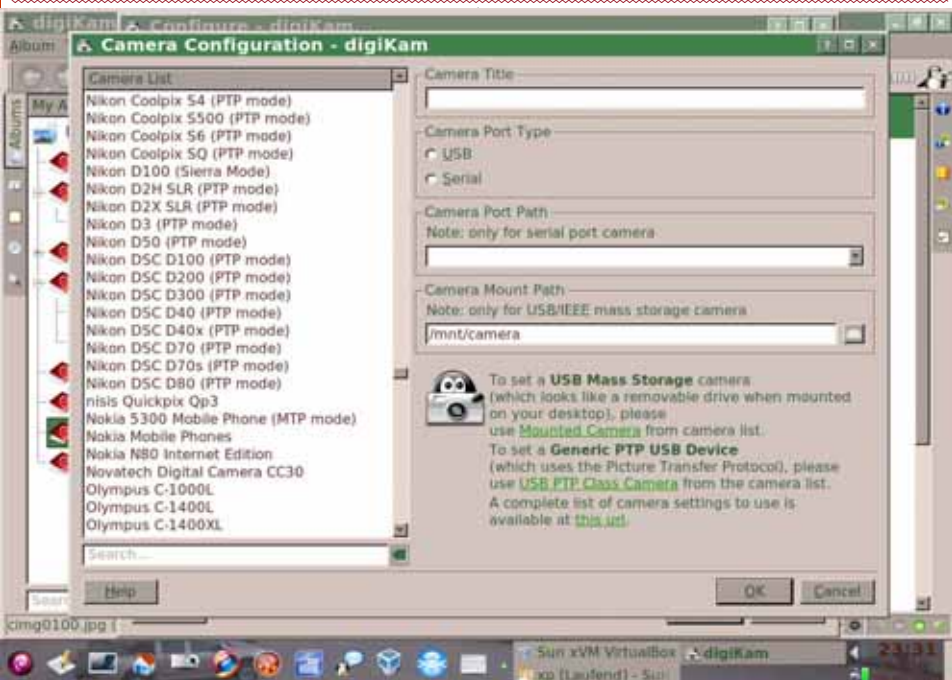 digiKam
Configure - digiKam
Album
Camera Configuration - digiKam
Albums
My A
Camera List
Nikon Coolpix S4 (PTP mode)
Nikon Coolpix S500 (PTP mode)
Nikon Coolpix S6 (PTP mode)
Nikon Coolpix SQ (PTP mode)
Nikon D100 (Sierra Mode)
Nikon D2H SLR (PTP mode)
Nikon D2X SLR (PTP mode)
Nikon D3 (PTP mode)
Nikon D50 (PTP mode)
Nikon DSC D100 (PTP mode)
Nikon DSC D200 (PTP mode)
Nikon DSC D300 (PTP mode)
Nikon DSC D40 (PTP mode)
Nikon DSC D40x (PTP mode)
Nikon DSC D70 (PTP mode)
Nikon DSC D70s (PTP mode)
Nikon DSC D80 (PTP mode)
nisis Quickpix Qp3
Nokia 5300 Mobile Phone (MTP mode)
Nokia Mobile Phones
Nokia N80 Internet Edition
Novatech Digital Camera CC30
Olympus C-1000L
Olympus C-1400L
Olympus C-1400XL
Search...
Camera Title
Camera Port Type
USB
Serial
Camera Port Path
Note: only for serial port camera
Camera Mount Path
Note: only for USB/IEEE mass storage camera
/mnt/camera
To set a USB Mass Storage camera
(which looks like a removable drive when mounted
on your desktop), please
use Mounted Camera from camera list.
To set a Generic PTP USB Device
(which uses the Picture Transfer Protocol), please
use USB PTP Class Camera from the camera list.
A complete list of camera settings to use is
available at this url.
Help
OK
Cancel
Sear
cimg0100.jpg (
Sun xVM VirtualBox
digiKam
xp [Laufend] - Sun
23:31